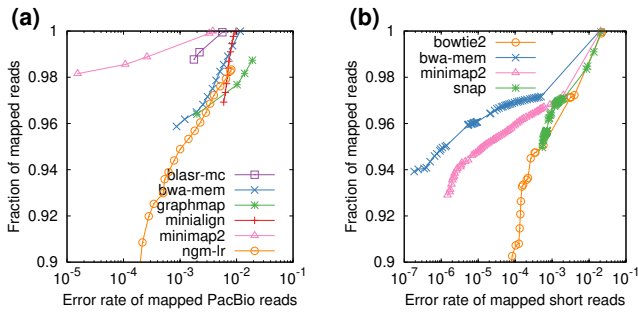 (a)
Fraction of mapped reads
1
0.98
0.96
0.94
0.92
0.9
blasr-mc
bwa-mem
graphmap
minialign
minimap2
ngm-lr
10^-5
10^-4
10^-3
10^-2
10^-1
Error rate of mapped PacBio reads
(b)
Fraction of mapped reads
1
0.98
0.96
0.94
0.92
0.9
bowtie2
bwa-mem
minimap2
snap
10^-7
10^-6
10^-5
10^-4
10^-3
10^-2
10^-1
Error rate of mapped short reads